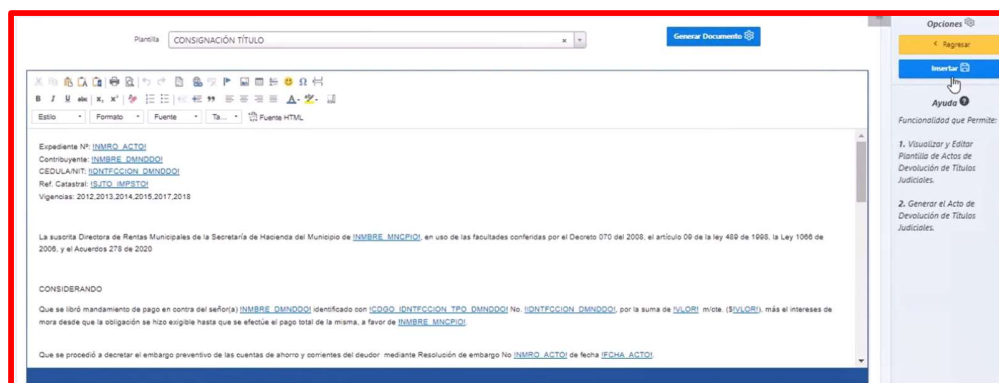 Plantilla
CONSIGNACIÓN TÍTULO
Generar Documento
Opciones
Regresar
Insertar
Ayuda
Funcionalidad que Permite:
1. Visualizar y Editar
Plantilla de Actos de
Devolución de Títulos
Judiciales.
2. Generar el Acto de
Devolución de Títulos
Judiciales.
Estilo
Formato
Fuente
Ta...
Fuente HTML
Expediente Nº: !NMRO_ACTO!
Contribuyente: !NMBRE_DMNDDO!
CEDULA/NIT: !IDNTFCCION_DMNDDO!
Ref. Catastral: !SJTO_IMPSTO!
Vigencias: 2012,2013,2014,2015,2017,2018
La suscrita Directora de Rentas Municipales de la Secretaría de Hacienda del Municipio de !NMBRE_MNCPIO!, en uso de las facultades conferidas por el Decreto 070 del 2008, el artículo 09 de la ley 489 de 1998, la Ley 1066 de
2006, y el Acuerdos 278 de 2020
CONSIDERANDO
Que se libró mandamiento de pago en contra del señor(a) !NMBRE_DMNDDO! identificado con !CDGO_IDNTFCCION_TPO_DMNDDO! No. !IDNTFCCION_DMNDDO!, por la suma de !VLOR! m/cte. ($!VLOR!), más el intereses de
mora desde que la obligación se hizo exigible hasta que se efectúe el pago total de la misma, a favor de !NMBRE_MNCPIO!.
Que se procedió a decretar el embargo preventivo de las cuentas de ahorro y corrientes del deudor mediante Resolución de embargo No !NMRO_ACTO! de fecha !FCHA_ACTO!.